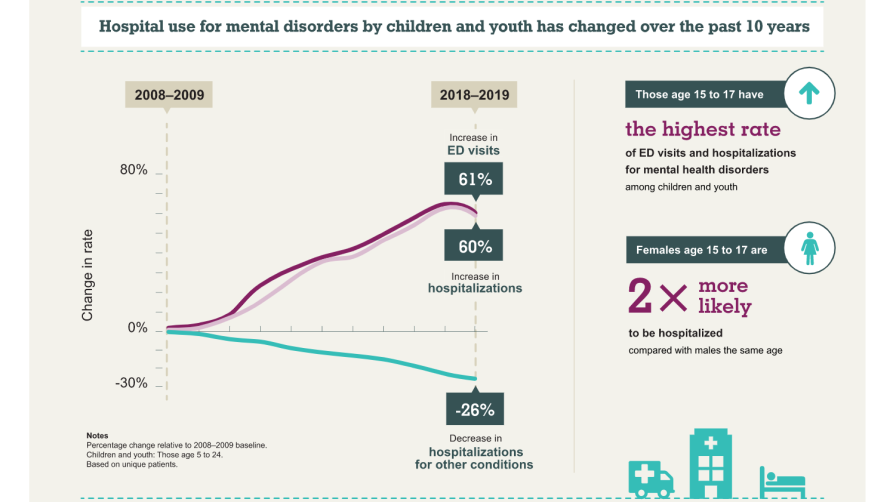 Hospital use for mental disorders by children and youth has changed over the past 10 years
2008–2009
2018–2019
Increase in
ED visits
61%
60%
Increase in
hospitalizations
80%
Change in rate
0%
-30%
-26%
Decrease in
hospitalizations
for other conditions
Notes
Percentage change relative to 2008–2009 baseline.
Children and youth: Those age 5 to 24.
Based on unique patients.
Those age 15 to 17 have
the highest rate
of ED visits and hospitalizations
for mental health disorders
among children and youth
Females age 15 to 17 are
2× more
likely
to be hospitalized
compared with males the same age